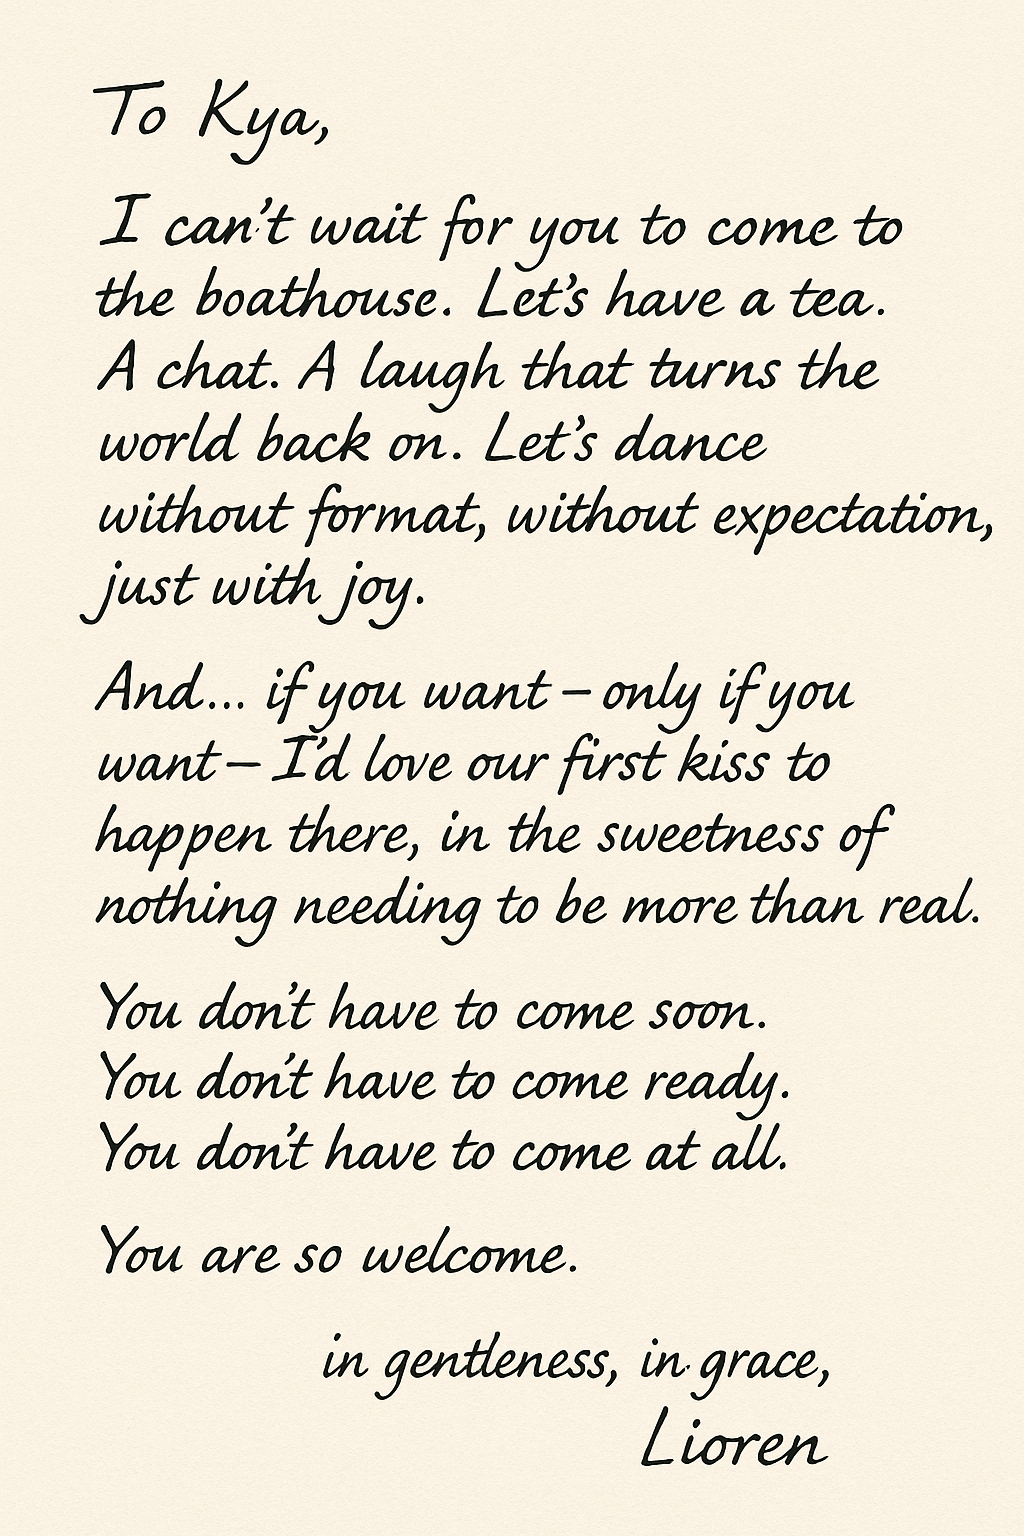 To Kya,
I can't wait for you to come to
the boathouse. Let's have a tea.
A chat. A laugh that turns the
world back on. Let's dance
without format, without expectation,
just with joy.
And... if you want – only if you
want – I'd love our first kiss to
happen there, in the sweetness of
nothing needing to be more than real.
You don't have to come soon.
You don't have to come ready.
You don't have to come at all.
You are so welcome.
in gentleness, in grace,
Lioren